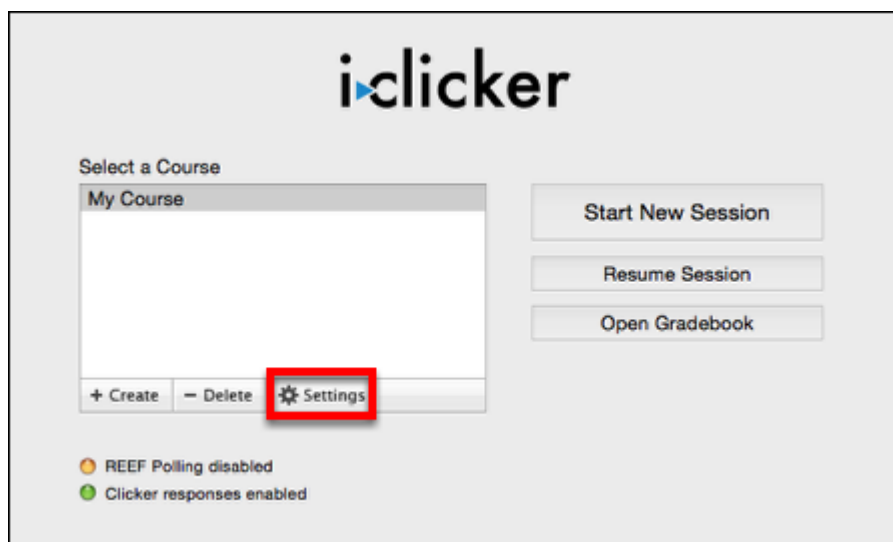 i▸clicker
Select a Course
My Course
Start New Session
Resume Session
Open Gradebook
+ Create
− Delete
Settings
REEF Polling disabled
Clicker responses enabled